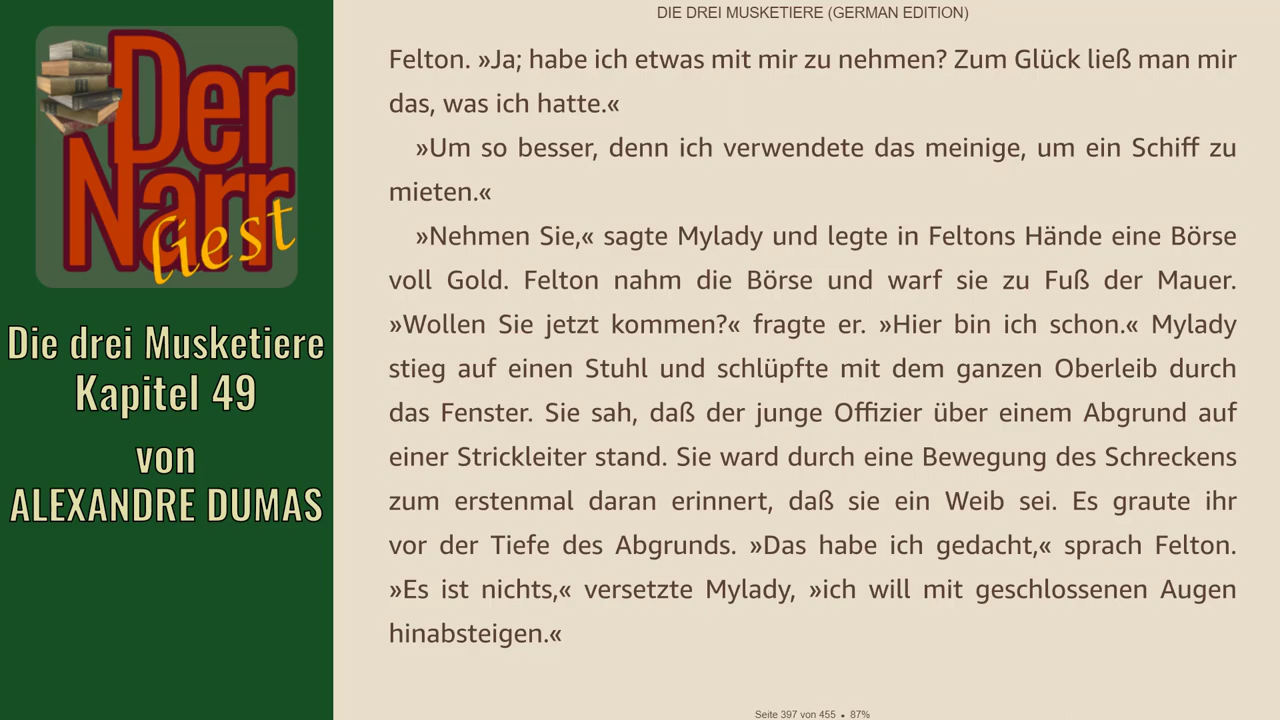 Der
Narr
liest
Die drei Musketiere
Kapitel 49
von
ALEXANDRE DUMAS
DIE DREI MUSKETIERE (GERMAN EDITION)
Felton. »Ja; habe ich etwas mit mir zu nehmen? Zum Glück ließ man mir
das, was ich hatte.«
»Um so besser, denn ich verwendete das meinige, um ein Schiff zu
mieten.«
»Nehmen Sie,« sagte Mylady und legte in Feltons Hände eine Börse
voll Gold. Felton nahm die Börse und warf sie zu Fuß der Mauer.
»Wollen Sie jetzt kommen?« fragte er. »Hier bin ich schon.« Mylady
stieg auf einen Stuhl und schlüpfte mit dem ganzen Oberleib durch
das Fenster. Sie sah, daß der junge Offizier über einem Abgrund auf
einer Strickleiter stand. Sie ward durch eine Bewegung des Schreckens
zum erstenmal daran erinnert, daß sie ein Weib sei. Es graute ihr
vor der Tiefe des Abgrunds. »Das habe ich gedacht,« sprach Felton.
»Es ist nichts,« versetzte Mylady, »ich will mit geschlossenen Augen
hinabsteigen.«
Seite 397 von 455 • 87%